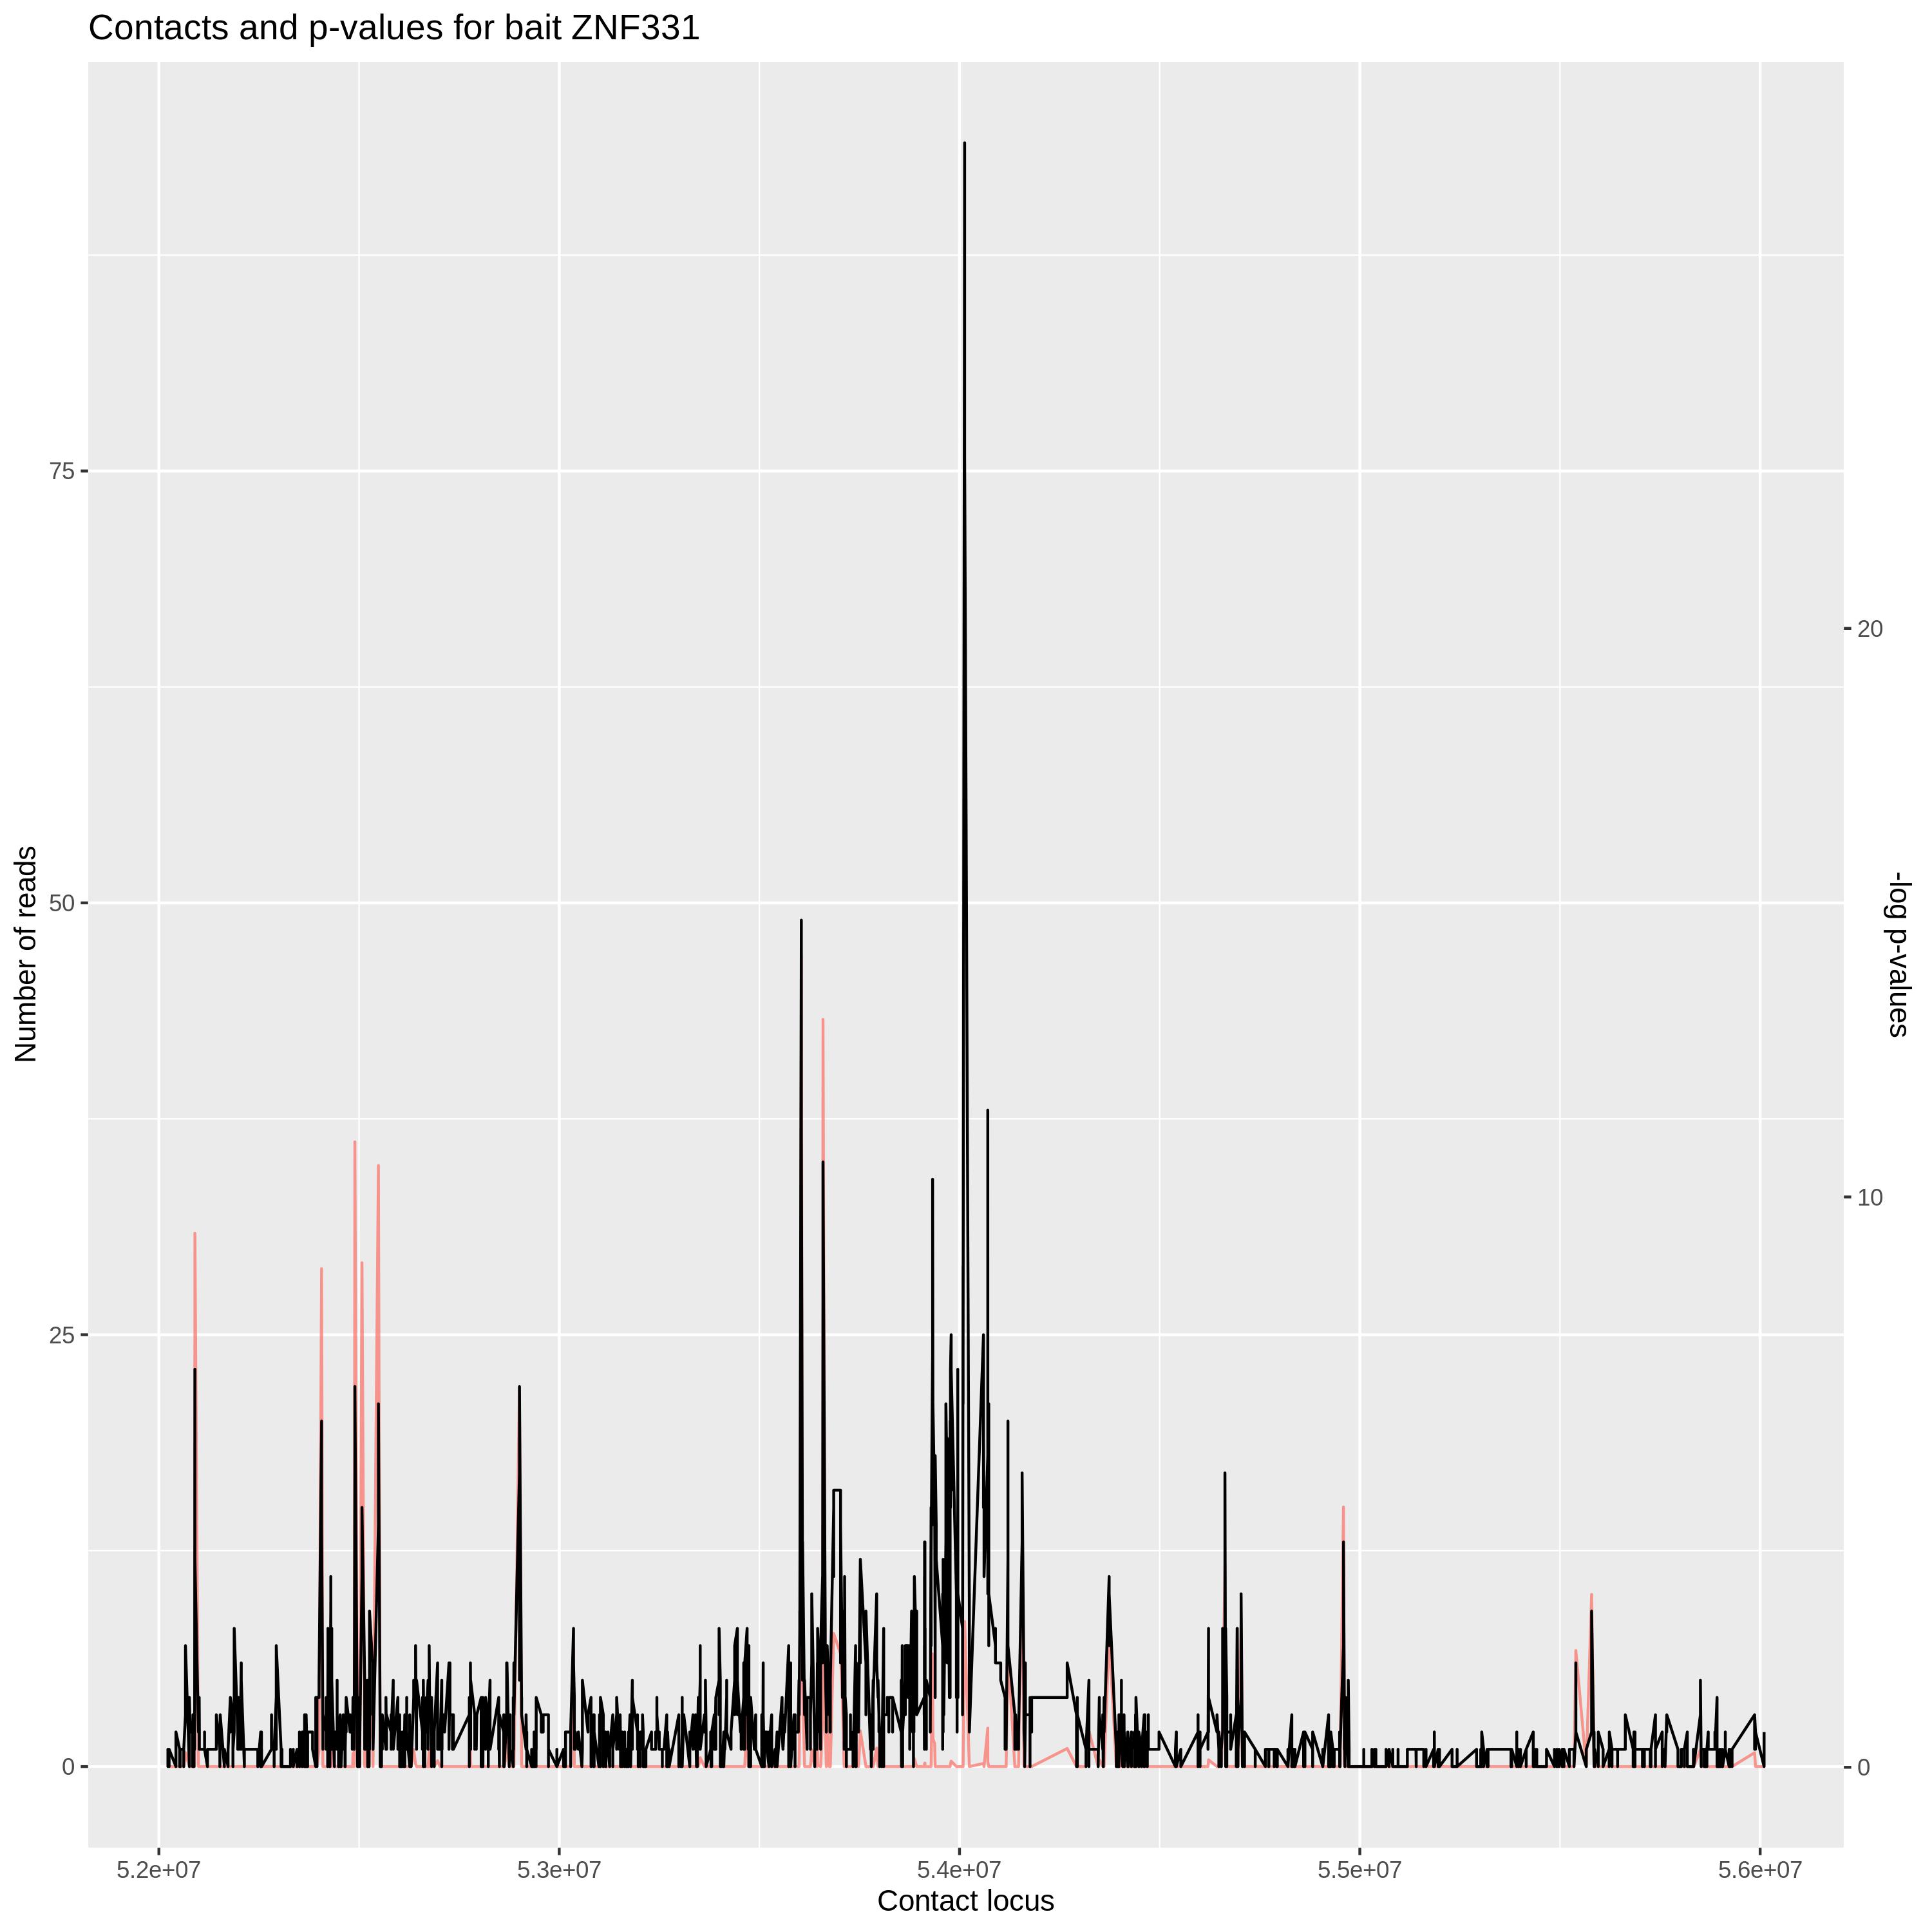 Contacts and p-values for bait ZNF331
75
50
25
0
Number of reads
20
10
0
-log p-values
5.2e+07
5.3e+07
5.4e+07
5.5e+07
5.6e+07
Contact locus